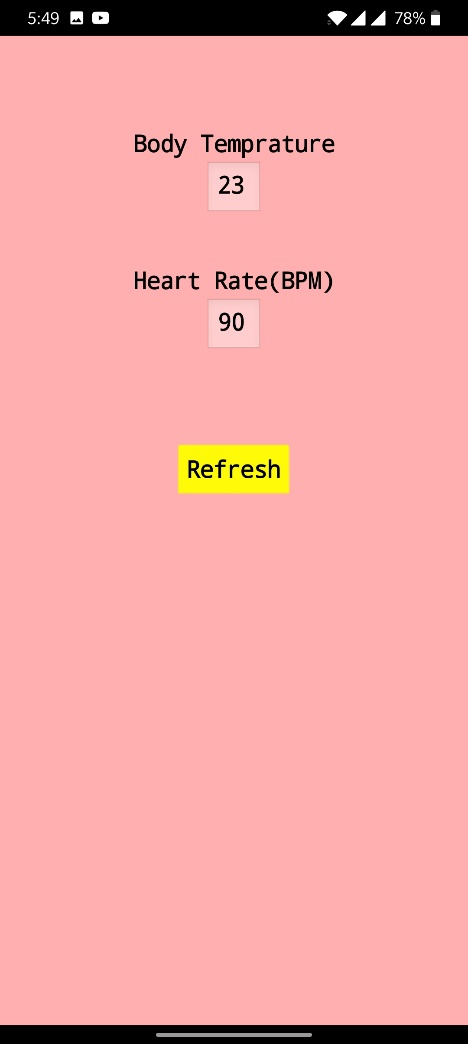 5:49 78%
Body Temprature
23
Heart Rate(BPM)
90
Refresh